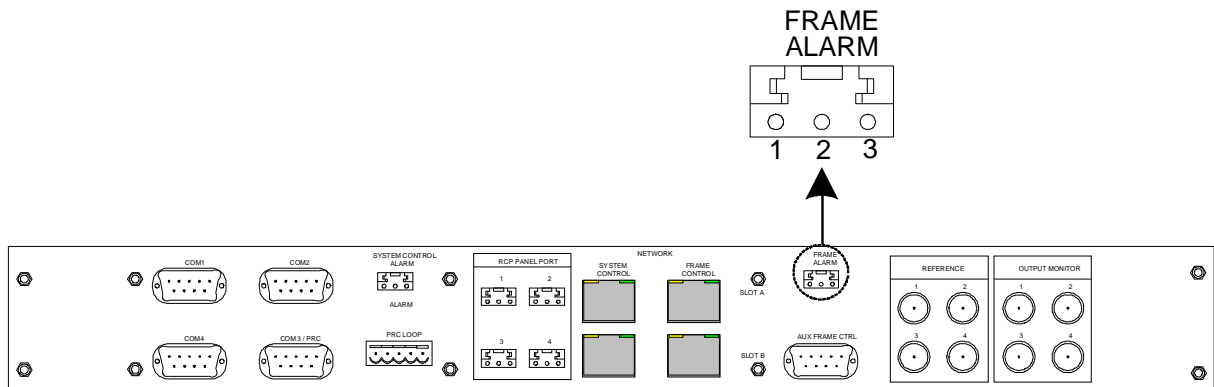 FRAME
ALARM
1 2 3
COM1
COM2
SYSTEM CONTROL
ALARM
ALARM
COM4
COM3 / PRC
PRC LOOP
RCP PANEL PORT
1 2
3 4
NETWORK
SYSTEM
CONTROL
FRAME
CONTROL
SLOT A
SLOT B
FRAME
ALARM
AUX FRAME CTRL
REFERENCE
1 2
3 4
OUTPUT MONITOR
1 2
3 4